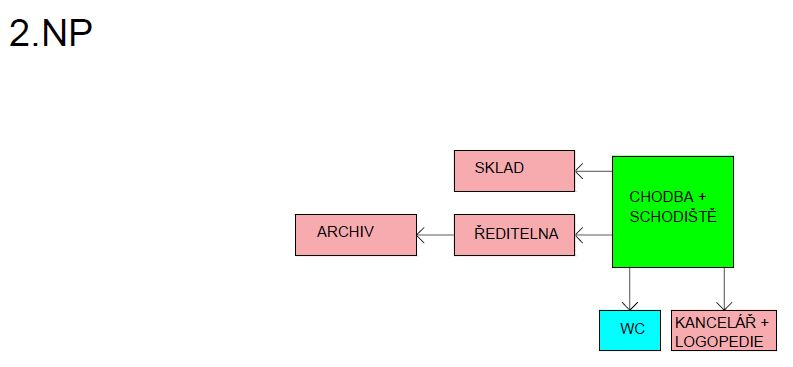 2.NP
SKLAD
CHODBA +
SCHODIŠTĚ
ARCHIV
ŘEDITELNA
WC
KANCELÁŘ +
LOGOPEDIE